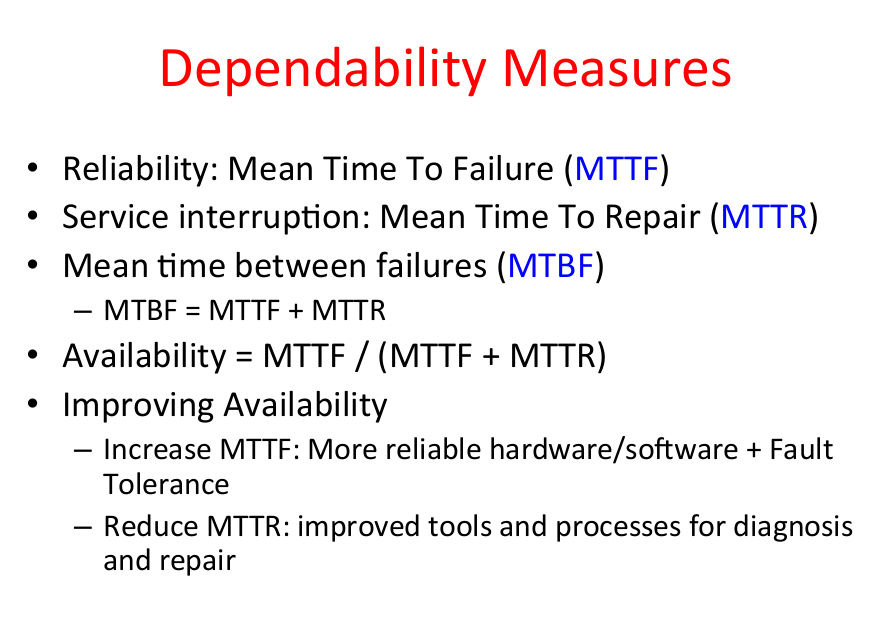 Dependability Measures
• Reliability: Mean Time To Failure (MTTF)
• Service interruption: Mean Time To Repair (MTTR)
• Mean time between failures (MTBF)
– MTBF = MTTF + MTTR
• Availability = MTTF / (MTTF + MTTR)
• Improving Availability
– Increase MTTF: More reliable hardware/software + Fault
Tolerance
– Reduce MTTR: improved tools and processes for diagnosis
and repair